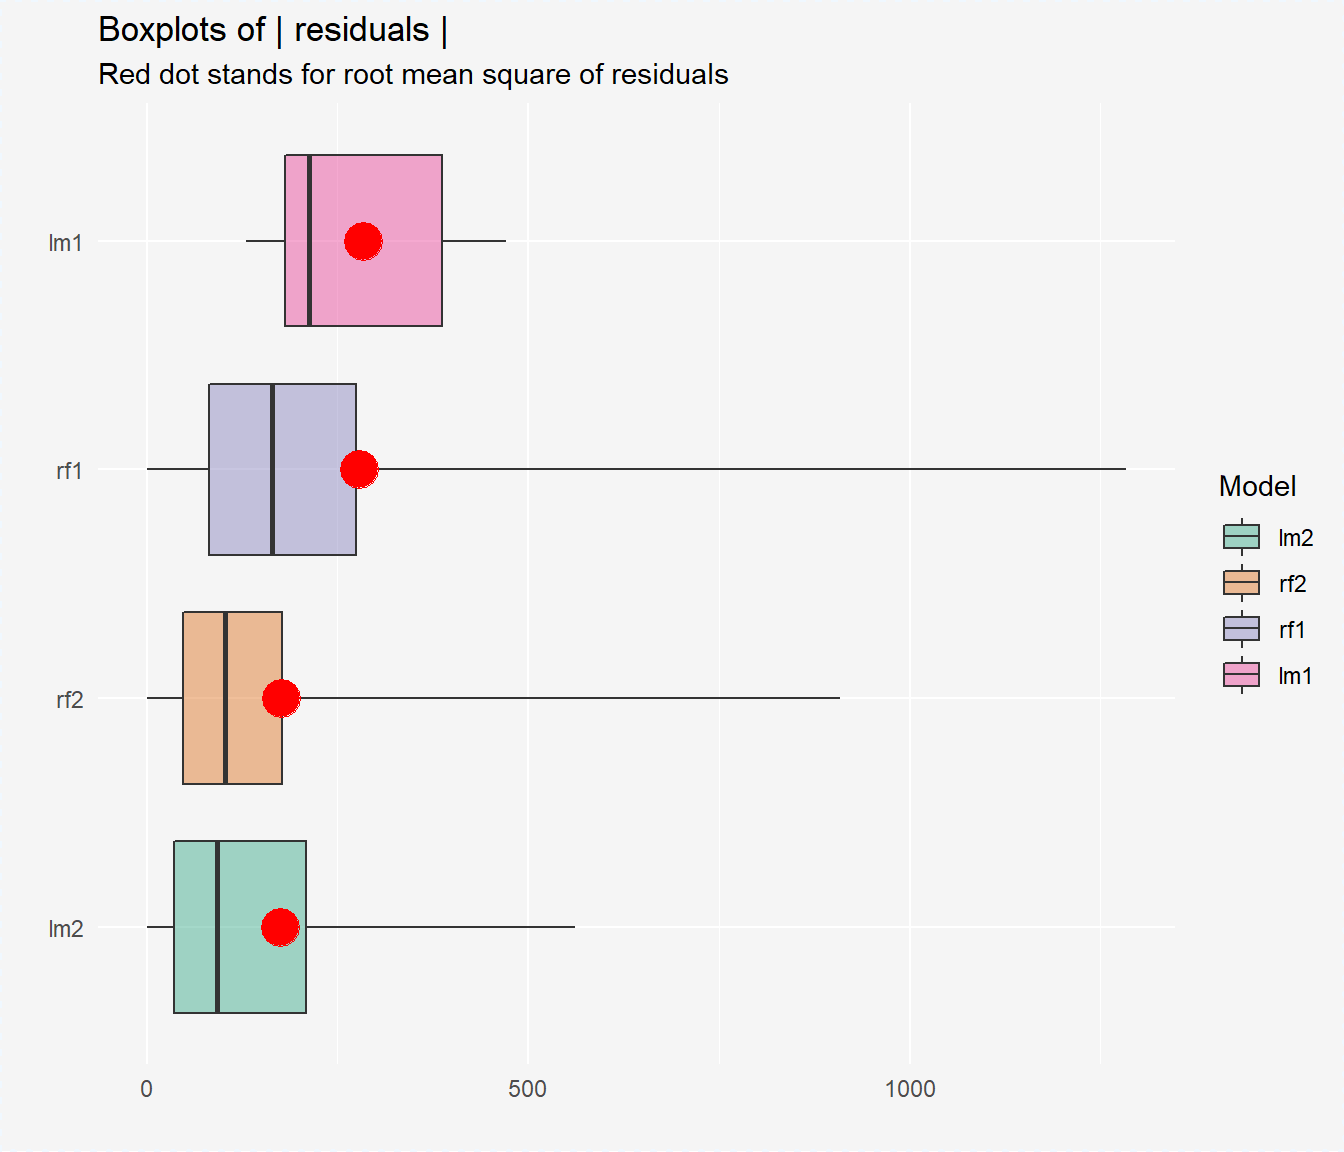 Boxplots of | residuals |
Red dot stands for root mean square of residuals
lm1
rf1
rf2
lm2
0 500 1000
Model
lm2
rf2
rf1
lm1